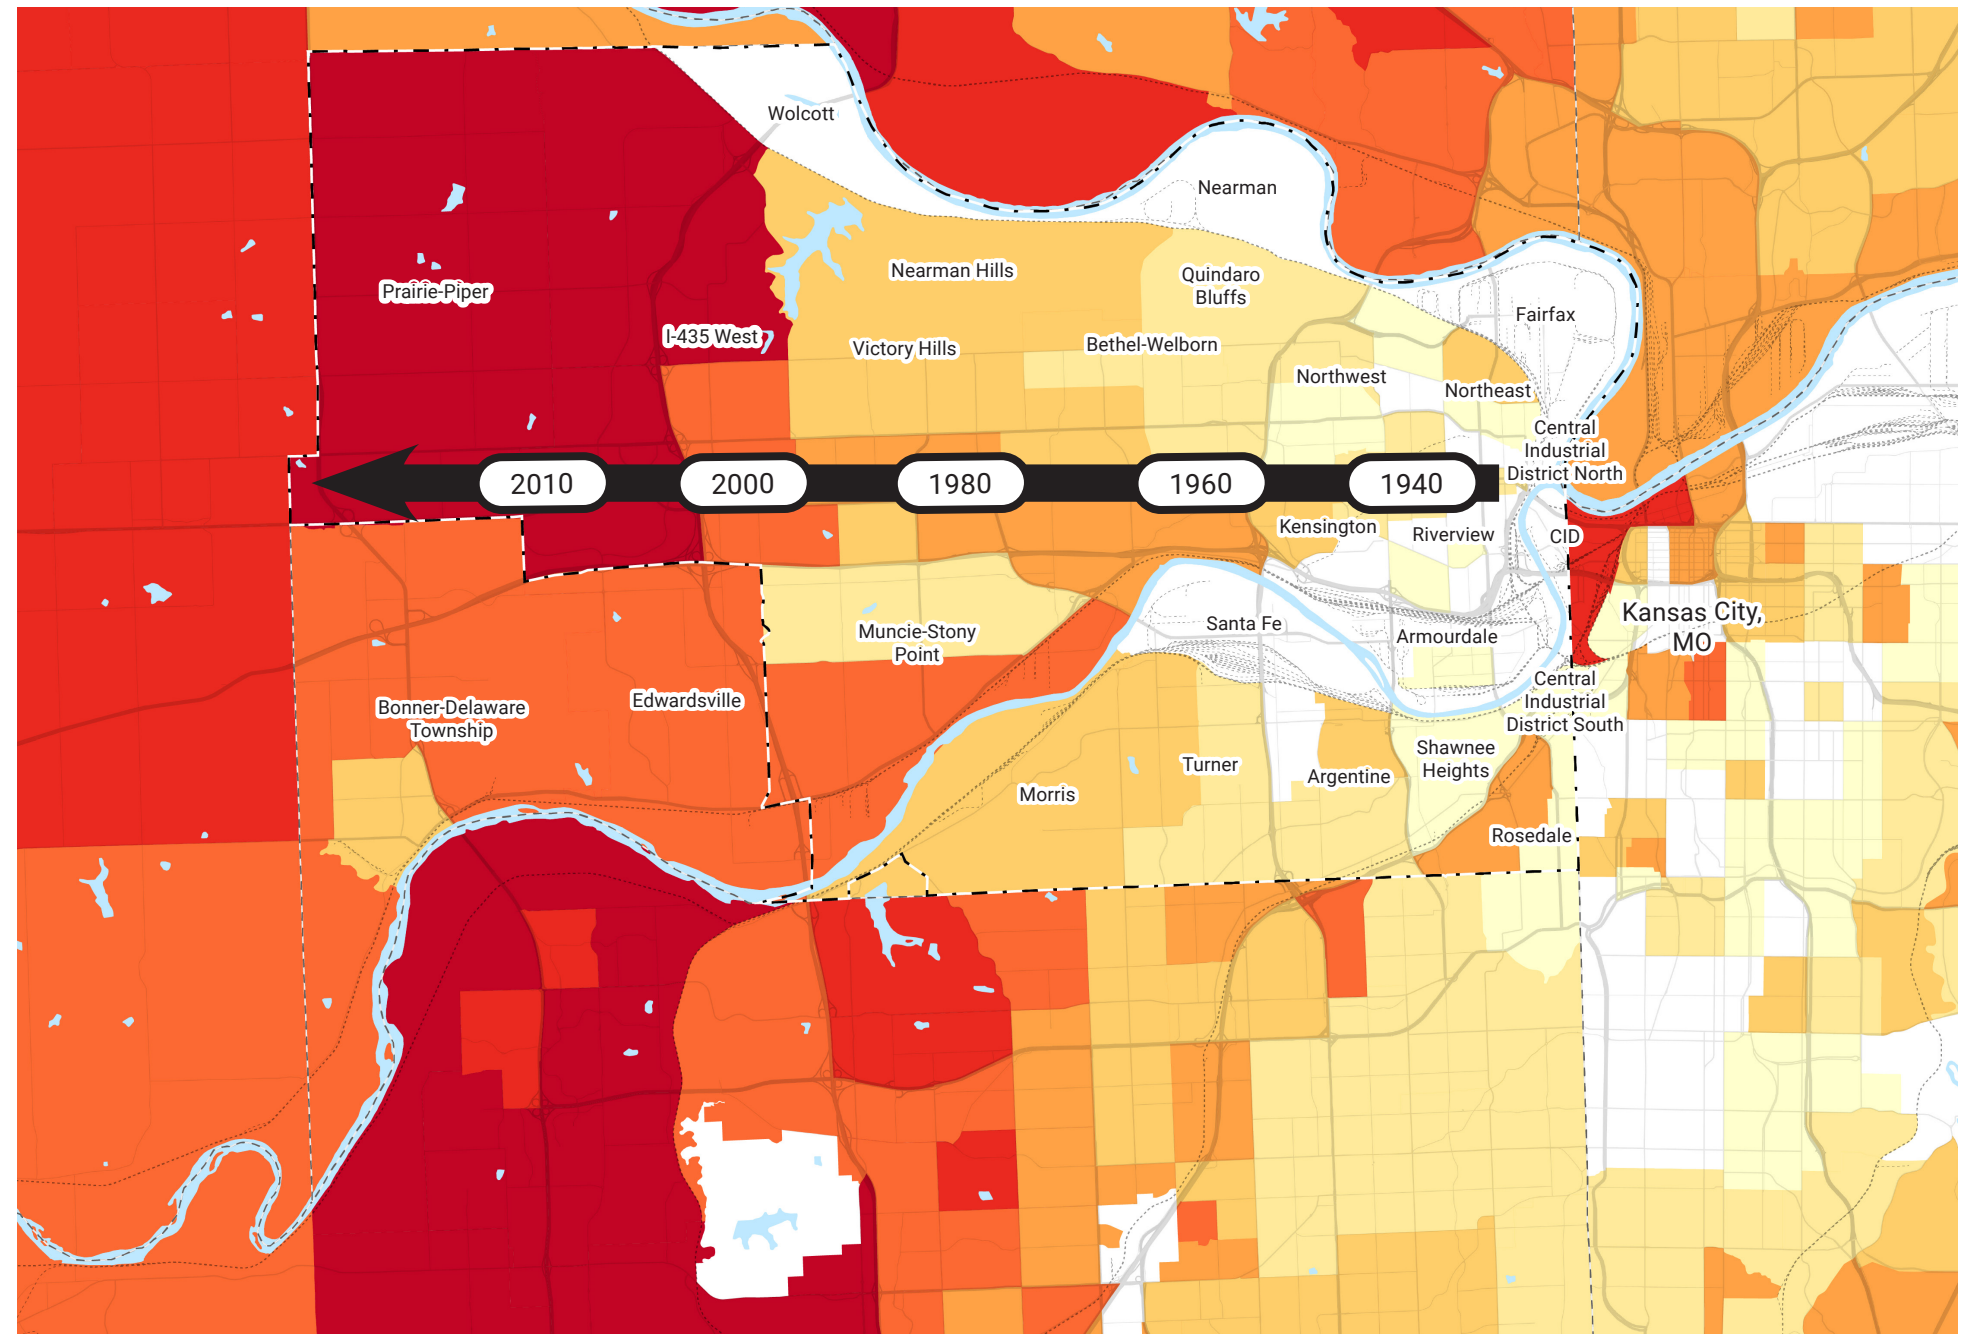 Wolcott
Nearman
Nearman Hills
Quindaro
Bluffs
Prairie-Piper
Fairfax
I-435 West
Victory Hills
Bethel-Welborn
Northwest
Northeast
Central
Industrial
District North
2010
2000
1980
1960
1940
Kensington
Riverview
CID
Kansas City,
MO
Santa Fe
Armourdale
Muncie-Stony
Point
Bonner-Delaware
Township
Edwardsville
Central
Industrial
District South
Shawnee
Heights
Turner
Argentine
Morris
Rosedale